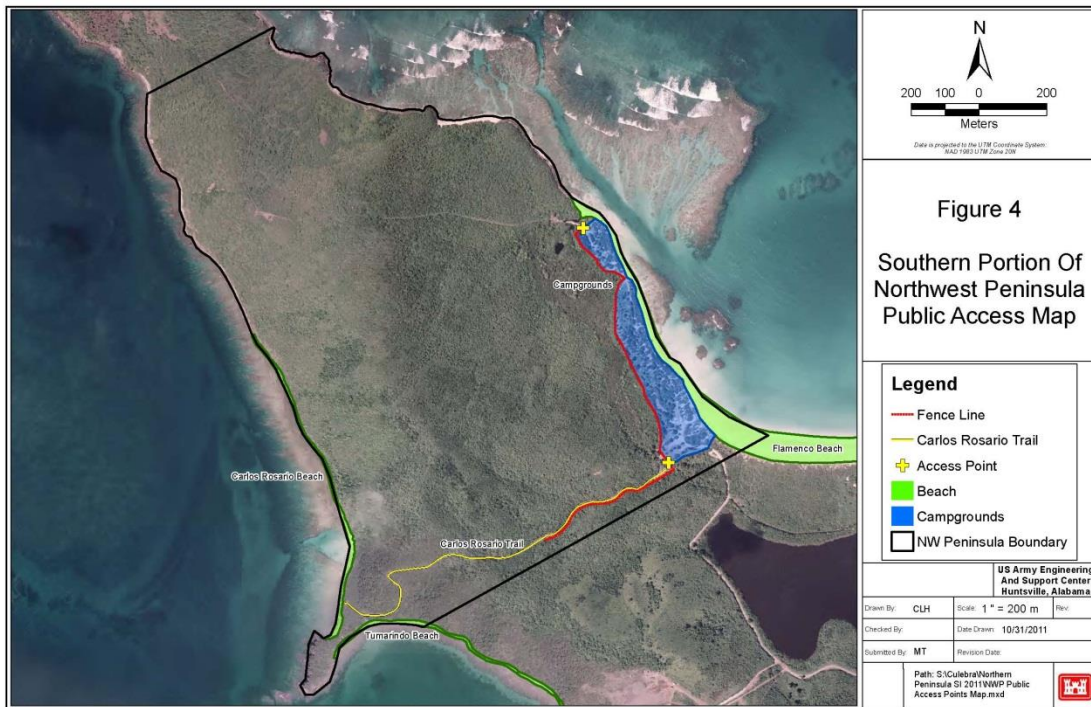 Campgrounds
Flamenco Beach
Carlos Rosario Beach
Carlos Rosario Trail
Tumarindo Beach
N
200 100 0 200
Meters
Data is projected to the UTM Coordinate System:
NAD 1983 UTM Zone 20N
Figure 4
Southern Portion Of
Northwest Peninsula
Public Access Map
Legend
Fence Line
Carlos Rosario Trail
Access Point
Beach
Campgrounds
NW Peninsula Boundary
US Army Engineering
And Support Center
Huntsville, Alabama
Drawn By: CLH Scale: 1 " = 200 m Rev:
Checked By: Date Drawn: 10/31/2011
Submitted By: MT Revision Date:
Path: S:\Culebra\Northern
Peninsula SI 2011\NWP Public
Access Points Map.mxd